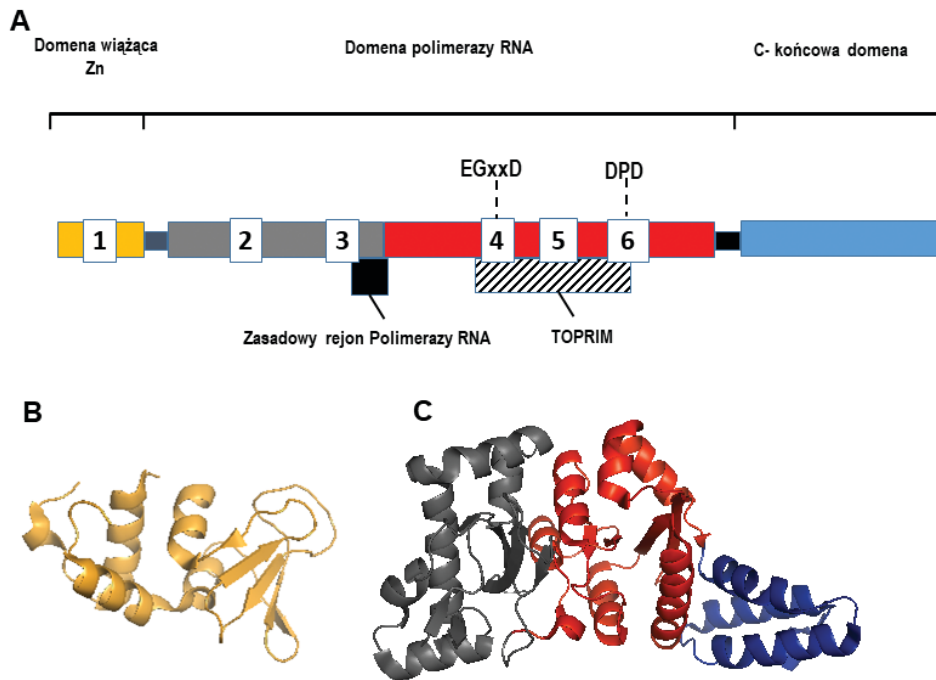 A
Domena wiążąca
Zn
Domena polimerazy RNA
C- końcowa domena
EGxxD
DPD
1
2
3
4
5
6
Zasadowy rejon Polimerazy RNA
TOPRIM
B
C